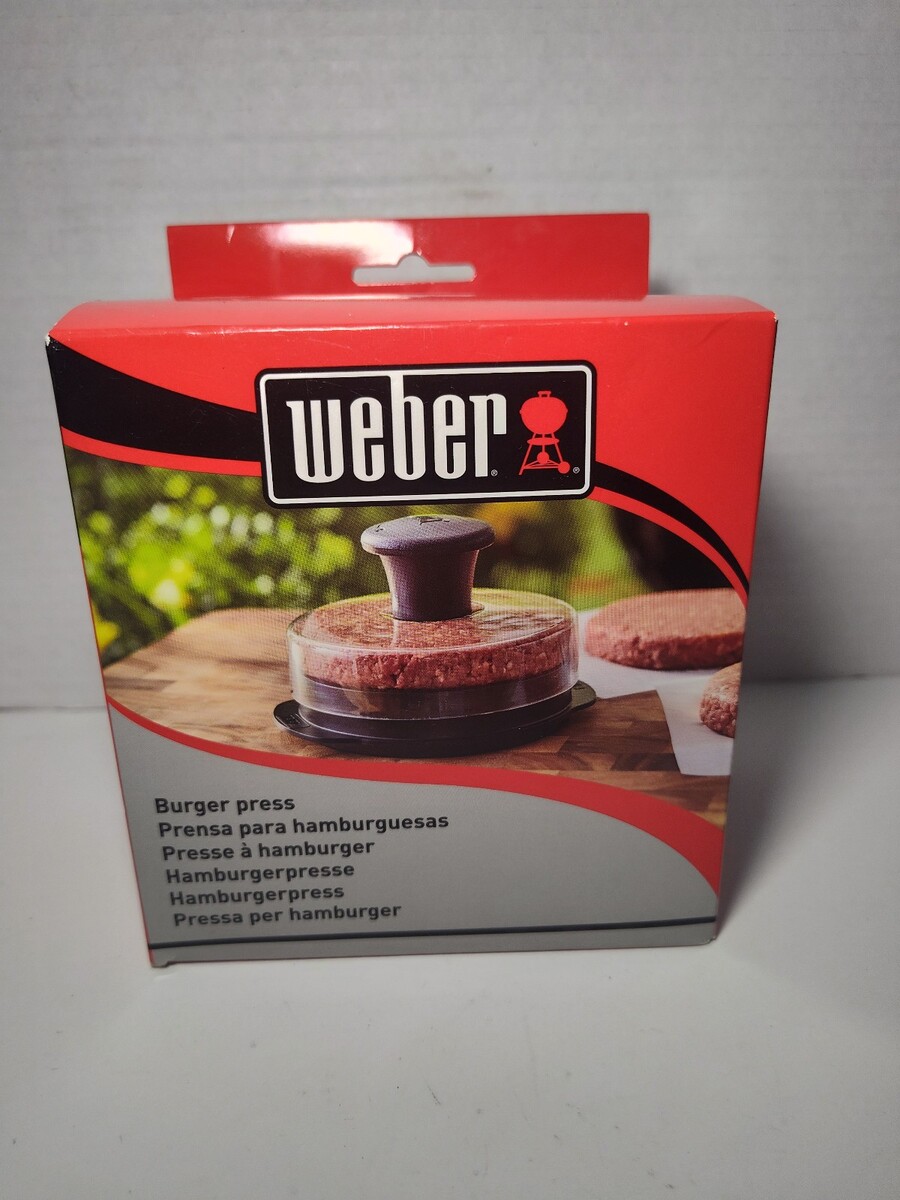 weber
Burger press
Prensa para hamburguesas
Presse à hamburger
Hamburgerpresse
Hamburgerpress
Pressa per hamburger